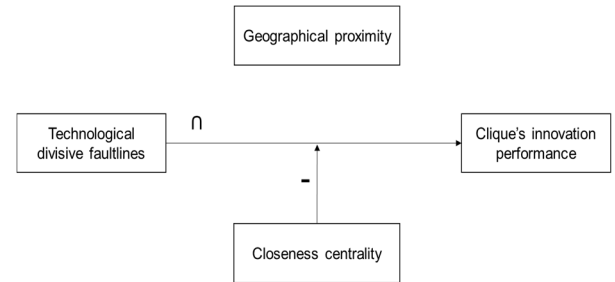 Geographical proximity
Technological
divisive faultlines
∩
Clique's innovation
performance
-
Closeness centrality